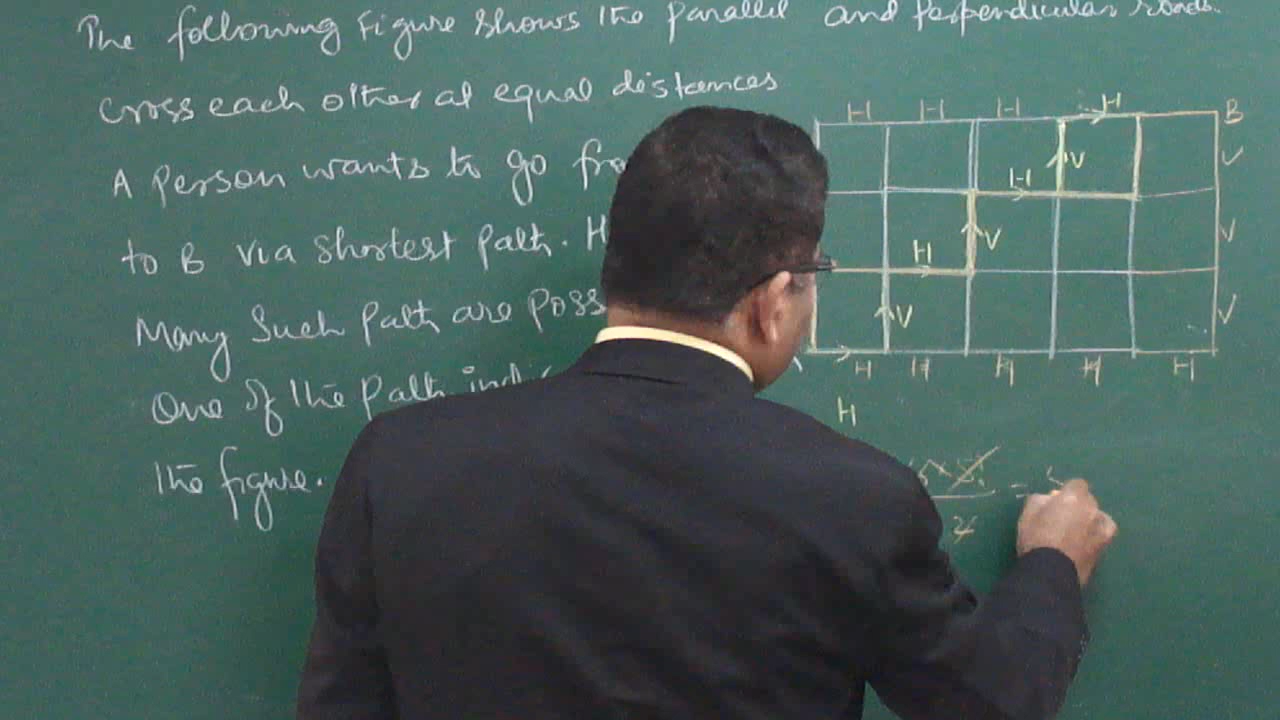 The following Figure shows the parallel and perpendicular roads.
cross each other at equal distances
A Person wants to go
to B via shortest path.
Many Such Path are
One of the Path
the figure.
H H H H B
V V
H
V
H V
V V
H H H H H
H
=